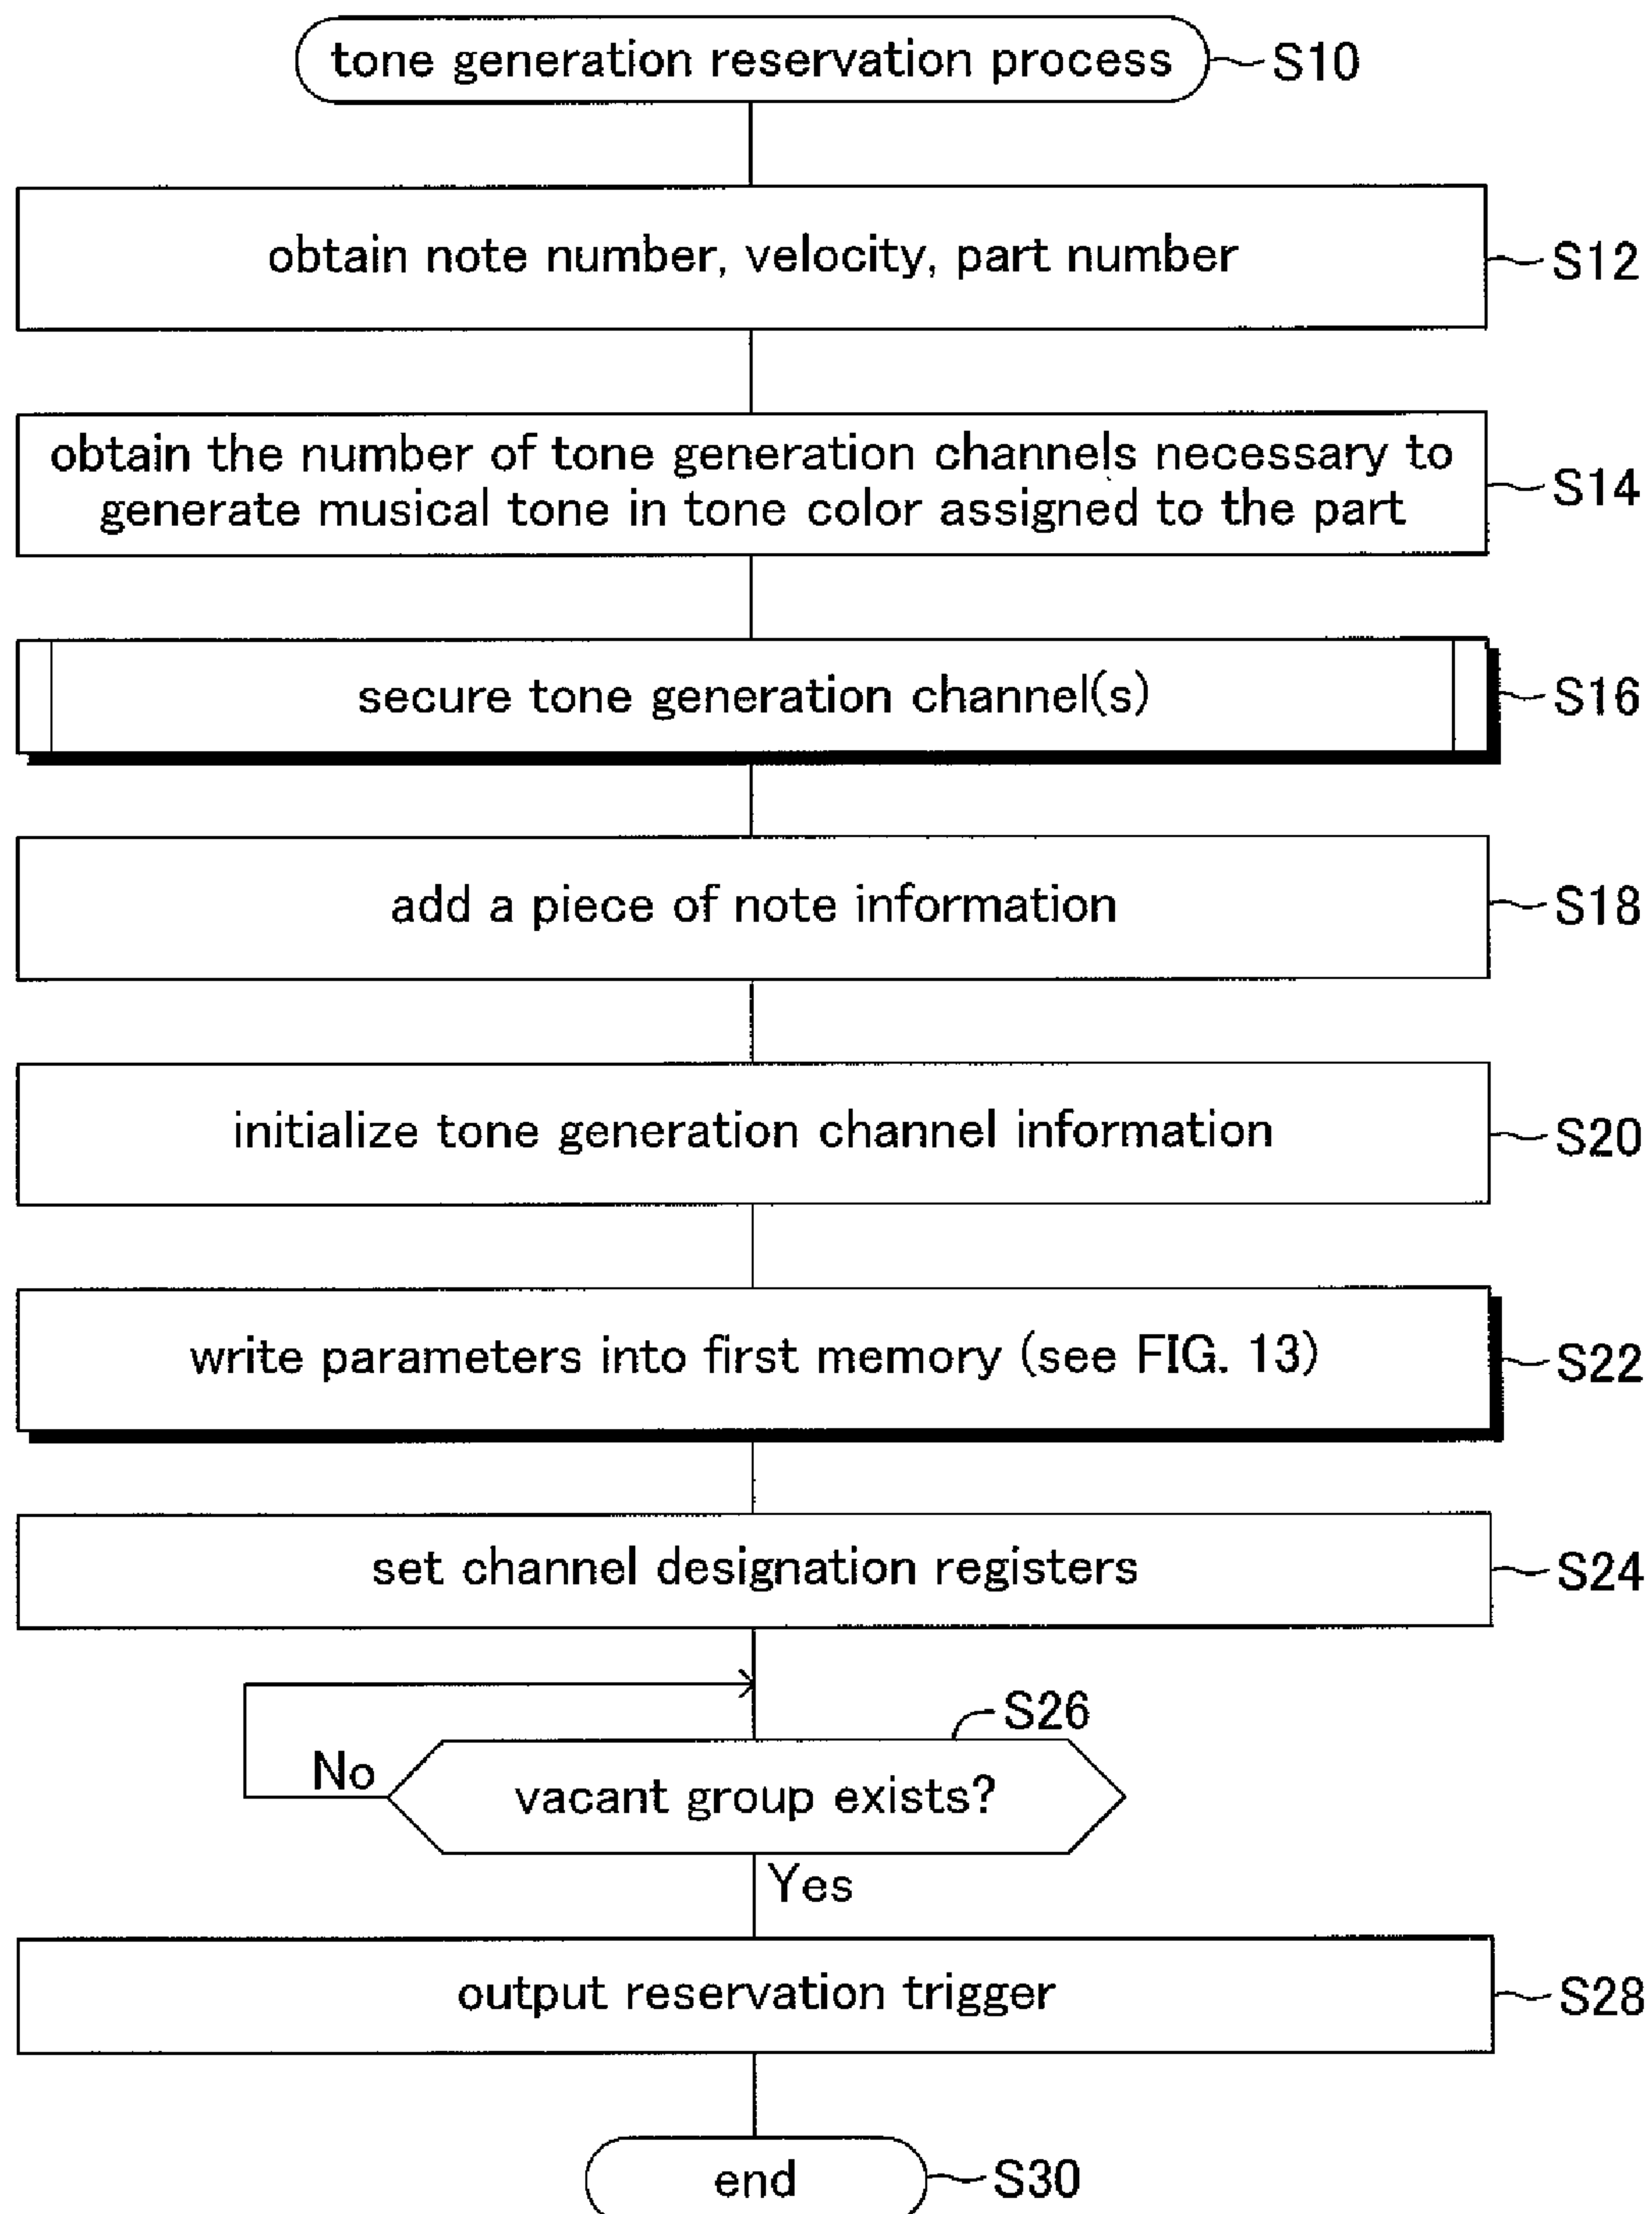 tone generation reservation process S10
obtain note number, velocity, part number S12
obtain the number of tone generation channels necessary to
generate musical tone in tone color assigned to the part S14
secure tone generation channel(s) S16
add a piece of note information S18
initialize tone generation channel information S20
write parameters into first memory (see FIG. 13) S22
set channel designation registers S24
S26
No
vacant group exists?
Yes
output reservation trigger S28
end S30